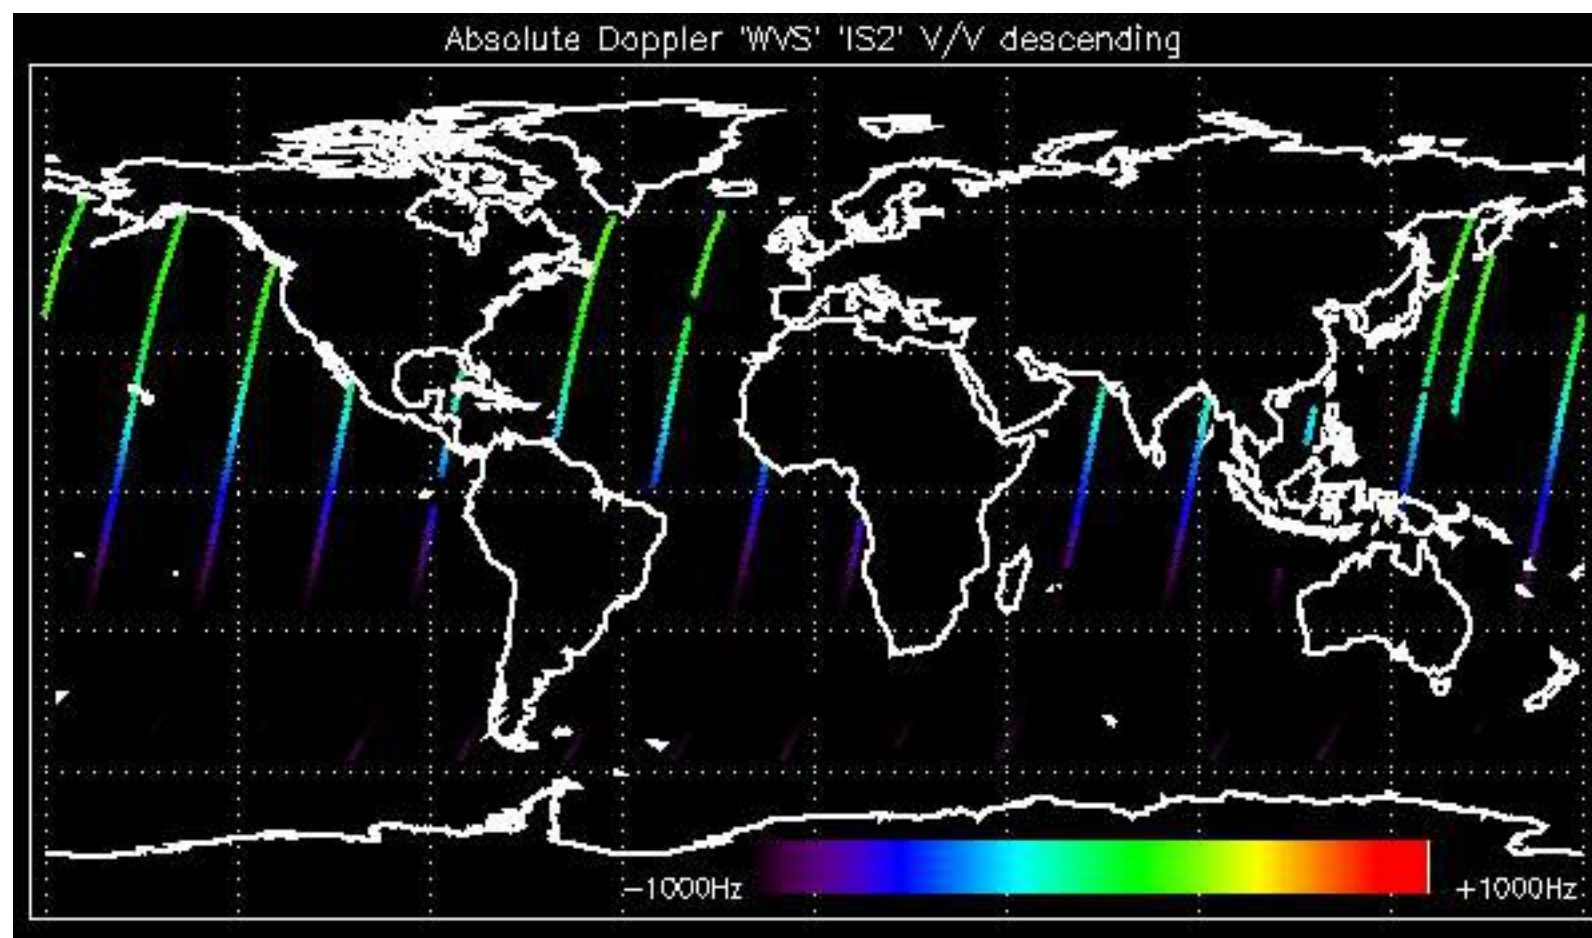 Absolute Doppler 'WVS' 'IS2' V/V descending
-1000Hz +1000Hz